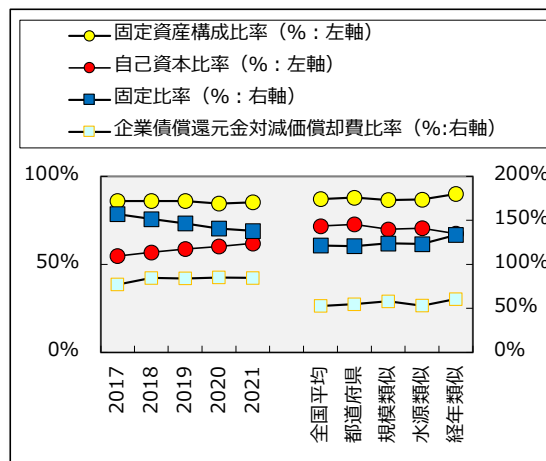 固定資産構成比率（%：左軸）
自己資本比率（%：左軸）
固定比率（%：右軸）
企業債償還元金対減価償却費比率（%:右軸）
100%
50%
0%
200%
150%
100%
50%
0%
2017
2018
2019
2020
2021
全国平均
都道府県
規模類似
水源類似
経年類似